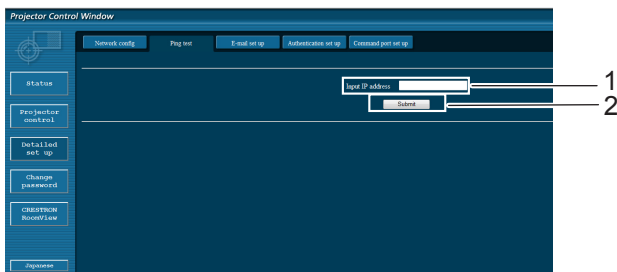 Projector Control Window
Network config
Ping test
E-mail set up
Authentication set up
Command port set up
Status
Input IP address
1
Submit
2
Projector
control
Detailed
set up
Change
password
CRESTRON
RoomView
Japanese